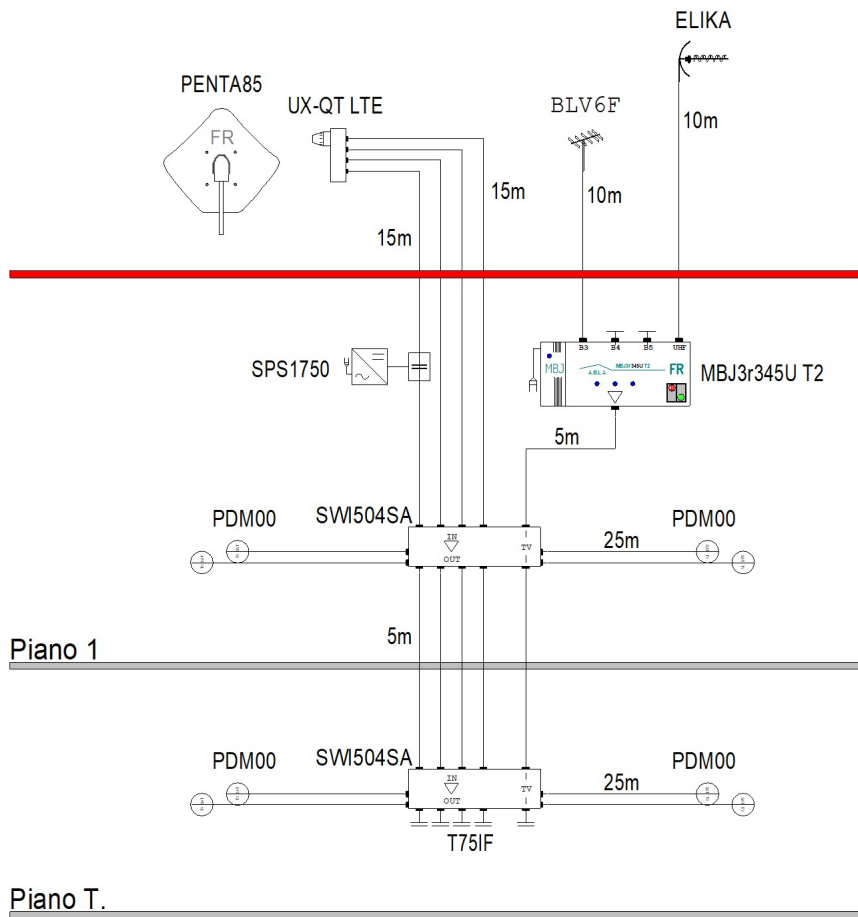 ELIKA
PENTA85
UX-QT LTE
BLV6F
FR
10m
15m
10m
15m
B3
B4
B5
UHF
SPS1750
MBJ
MBJ3r345U T2
A.B.L.A
FR
MBJ3r345U T2
5m
PDM00
SWI504SA
PDM00
IN
TV
OUT
25m
5m
Piano 1
PDM00
SWI504SA
PDM00
IN
TV
OUT
25m
T75IF
Piano T.